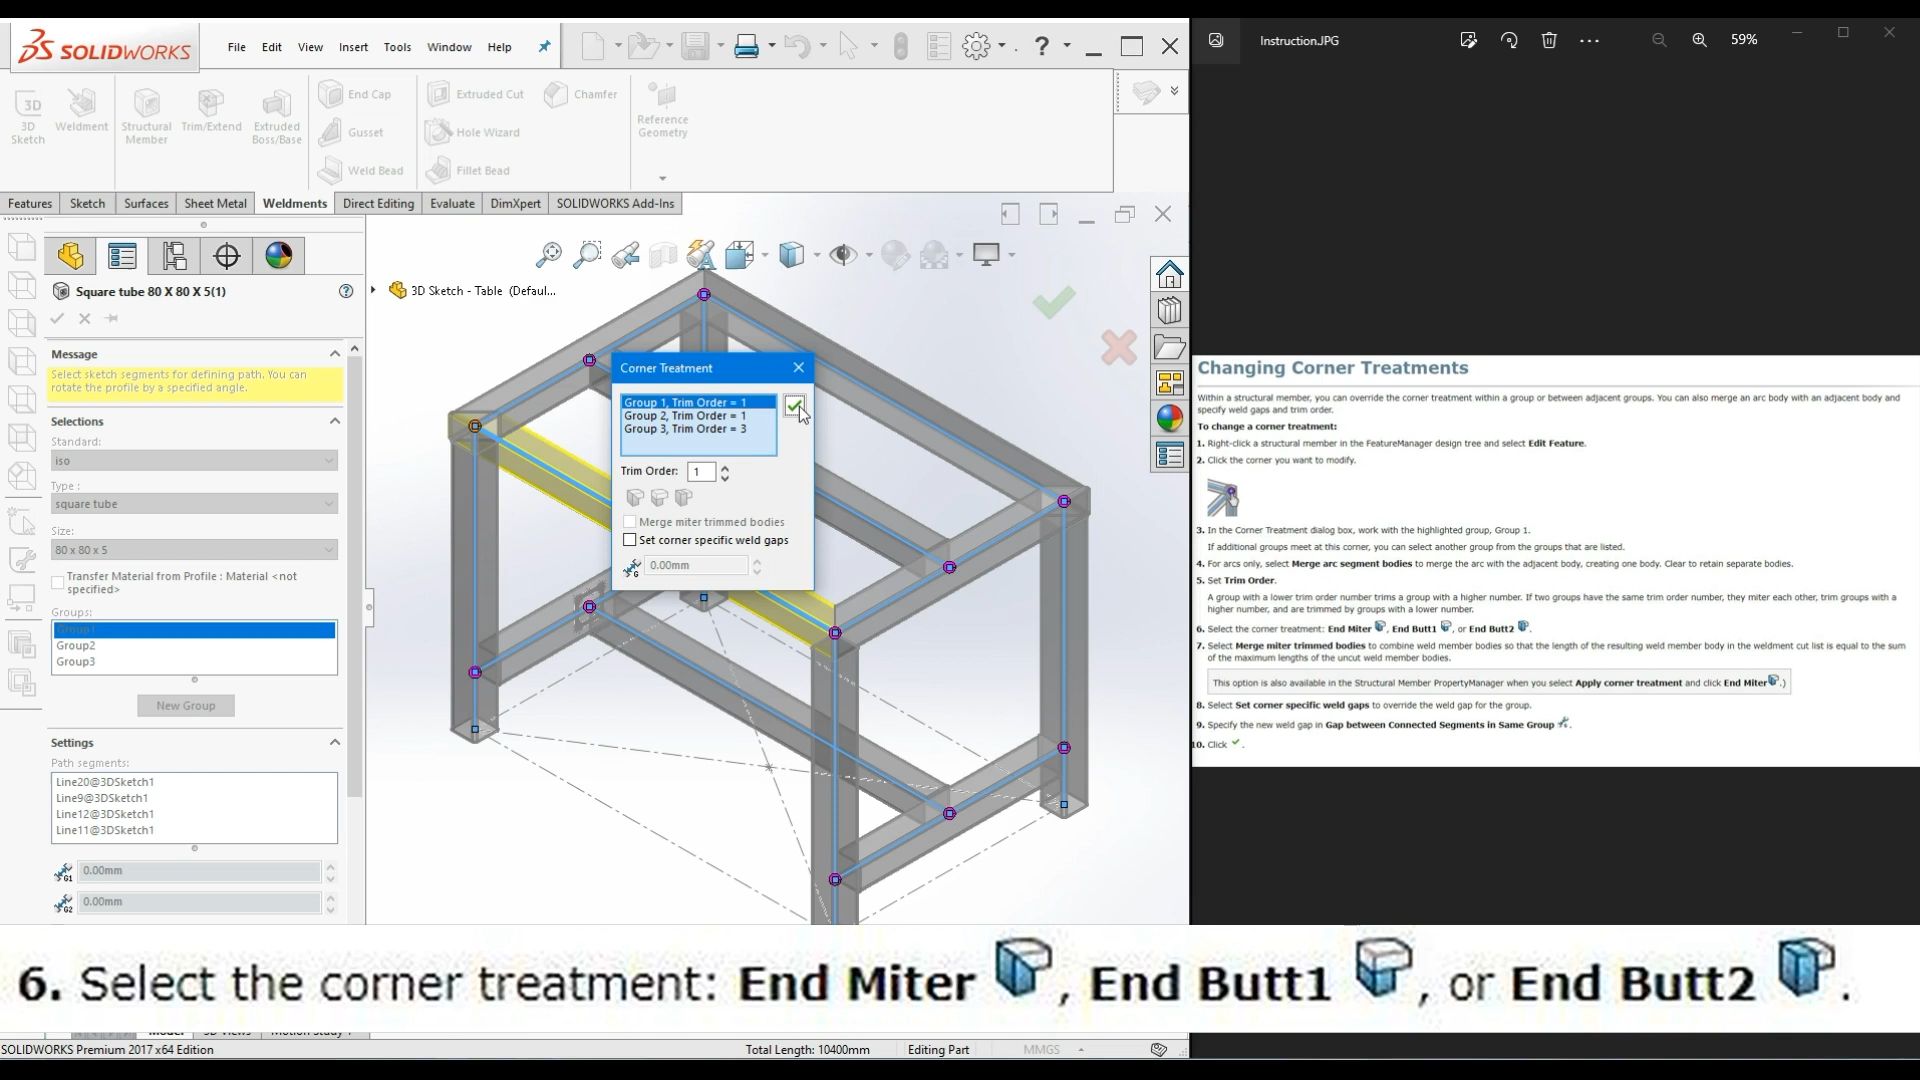 SOLIDWORKS
File Edit View Insert Tools Window Help
3D Sketch
Weldment
Structural Member
Trim/Extend
Extruded Boss/Base
End Cap
Gusset
Weld Bead
Extruded Cut
Hole Wizard
Fillet Bead
Chamfer
Reference Geometry
Features Sketch Surfaces Sheet Metal Weldments Direct Editing Evaluate DimXpert SOLIDWORKS Add-Ins
Square tube 80 X 80 X 5(1)
Message
Select sketch segments for defining path. You can
rotate the profile by a specified angle.
Selections
Standard:
iso
Type :
square tube
Size:
80 x 80 x 5
Transfer Material from Profile : Material <not
specified>
Groups:
Group1
Group2
Group3
New Group
Settings
Path segments:
Line20@3DSketch1
Line9@3DSketch1
Line12@3DSketch1
Line11@3DSketch1
G1 0.00mm
G2 0.00mm
3D Sketch - Table (Defaul...
Corner Treatment
Group 1, Trim Order = 1
Group 2, Trim Order = 1
Group 3, Trim Order = 3
Trim Order: 1
Merge miter trimmed bodies
Set corner specific weld gaps
G 0.00mm
Instruction.JPG
59%
Changing Corner Treatments
Within a structural member, you can override the corner treatment within a group or between adjacent groups. You can also merge an arc body with an adjacent body and
specify weld gaps and trim order.
To change a corner treatment:
1. Right-click a structural member in the FeatureManager design tree and select Edit Feature.
2. Click the corner you want to modify.
3. In the Corner Treatment dialog box, work with the highlighted group, Group 1.
If additional groups meet at this corner, you can select another group from the groups that are listed.
4. For arcs only, select Merge arc segment bodies to merge the arc with the adjacent body, creating one body. Clear to retain separate bodies.
5. Set Trim Order.
A group with a lower trim order number trims a group with a higher number. If two groups have the same trim order number, they miter each other, trim groups with a
higher number, and are trimmed by groups with a lower number.
6. Select the corner treatment: End Miter , End Butt1 , or End Butt2 .
7. Select Merge miter trimmed bodies to combine weld member bodies so that the length of the resulting weld member body in the weldment cut list is equal to the sum
of the maximum lengths of the uncut weld member bodies.
This option is also available in the Structural Member PropertyManager when you select Apply corner treatment and click End Miter .)
8. Select Set corner specific weld gaps to override the weld gap for the group.
9. Specify the new weld gap in Gap between Connected Segments in Same Group .
10. Click .
6. Select the corner treatment: End Miter , End Butt1 , or End Butt2 .
Model 3D Views Motion Study 1
SOLIDWORKS Premium 2017 x64 Edition
Total Length: 10400mm
Editing Part
MMGS